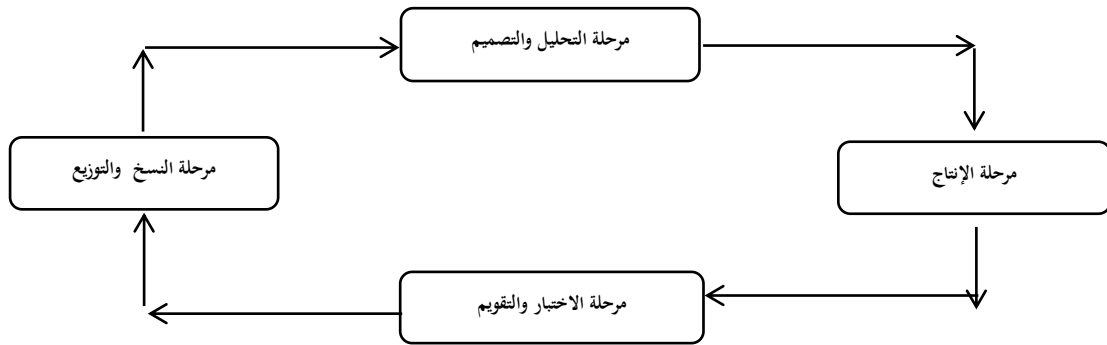 مرحلة التحليل والتصميم
مرحلة الإنتاج
مرحلة النسخ والتوزيع
مرحلة الاختبار والتقويم